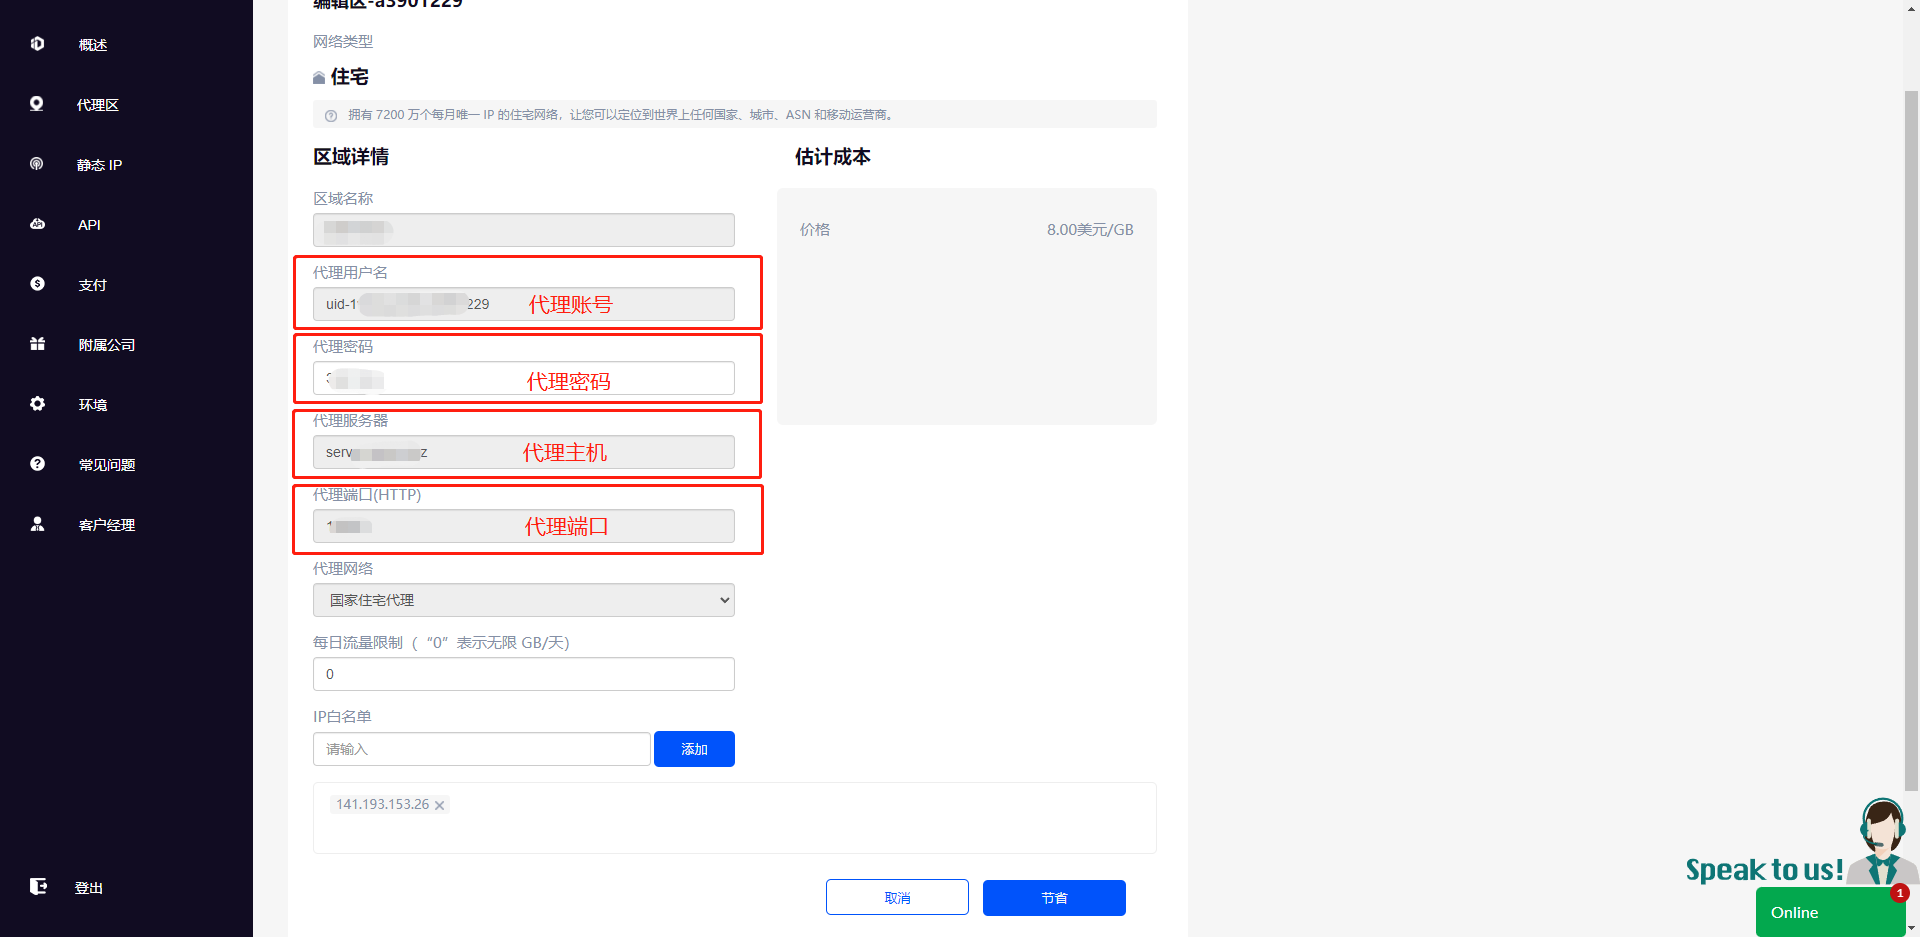 概述
代理区
静态 IP
API
支付
附属公司
环境
常见问题
客户经理
登出
编辑区-a3901229
网络类型
住宅
拥有 7200 万个每月唯一 IP 的住宅网络，让您可以定位到世界上任何国家、城市、ASN 和移动运营商。
区域详情
区域名称
代理用户名
uid-1 229 代理账号
代理密码
代理密码
代理服务器
serv z 代理主机
代理端口(HTTP)
1 代理端口
代理网络
国家住宅代理
每日流量限制（ “0” 表示无限 GB/天）
0
IP白名单
请输入 添加
141.193.153.26
取消 节省
估计成本
价格 8.00美元/GB
Speak to us!
1
Online